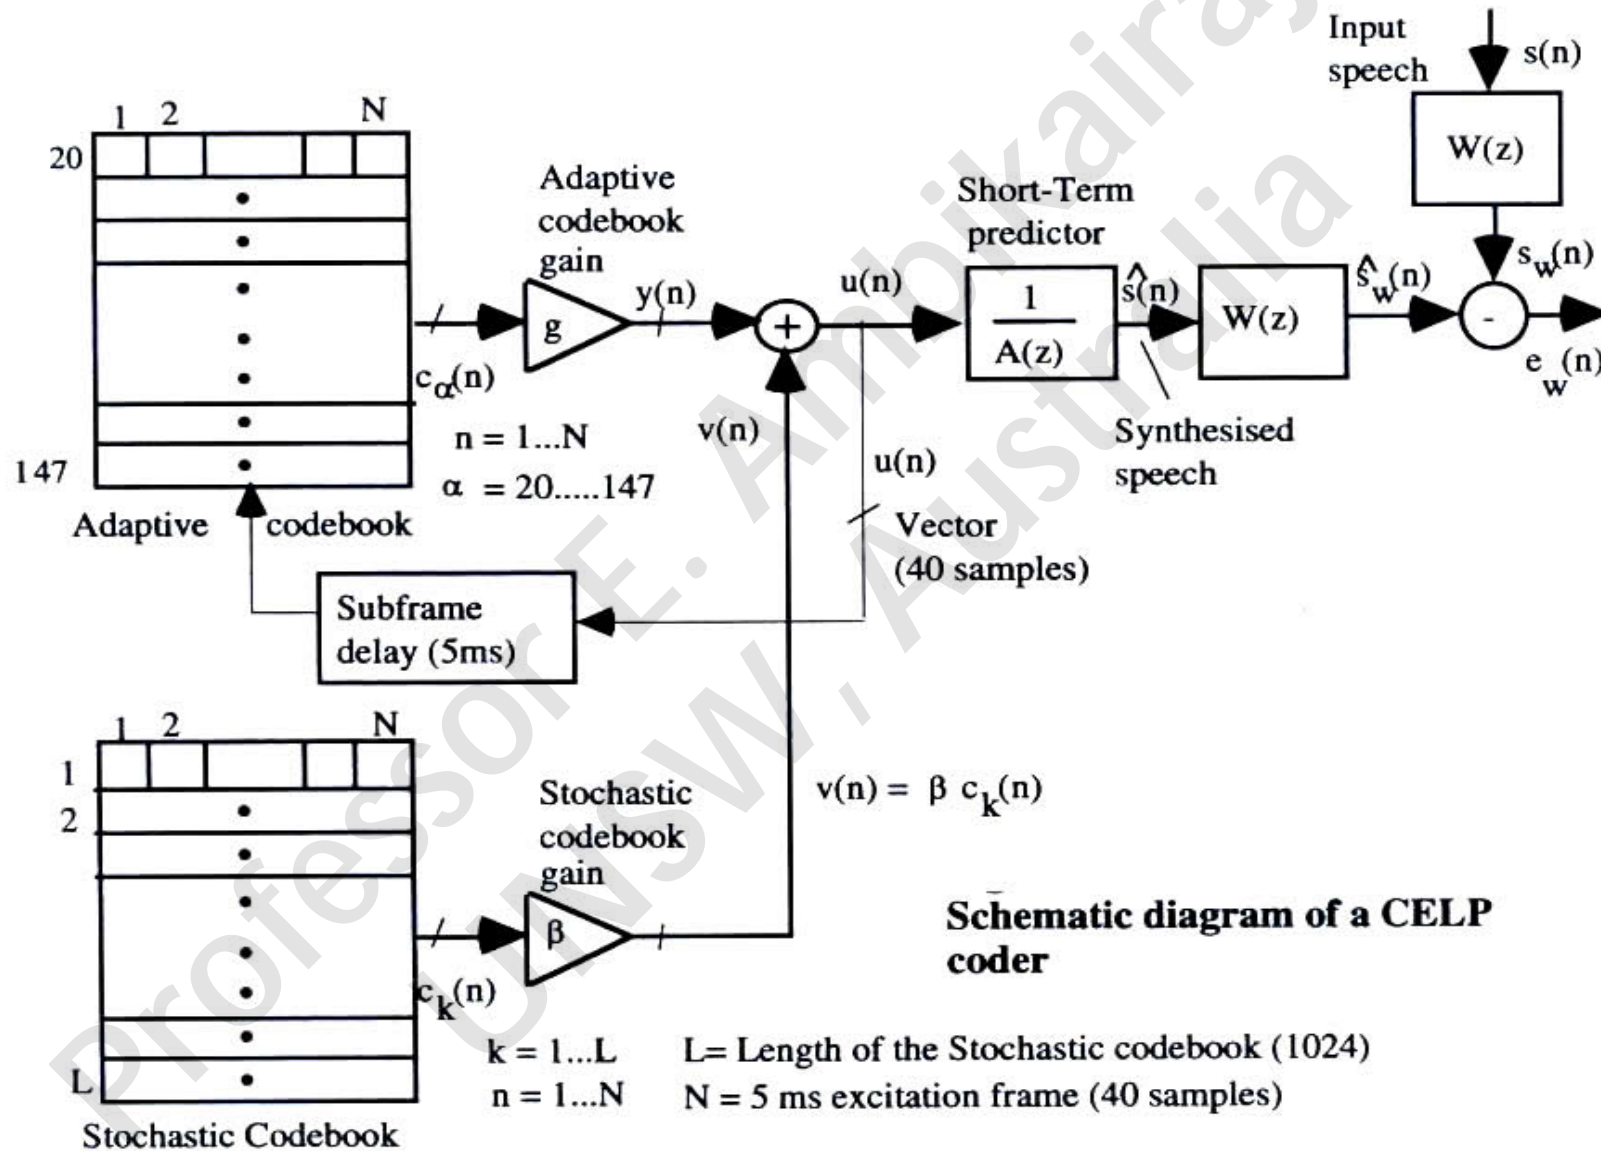 Input
speech
s(n)
W(z)
1 2 N
20
Adaptive
codebook
gain
Short-Term
predictor
g
y(n)
+
u(n)
1
A(z)
ŝ(n)
W(z)
ŝ_w(n)
s_w(n)
-
e_w(n)
c_α(n)
n = 1...N
α = 20.....147
v(n)
Synthesised
speech
147
Adaptive codebook
u(n)
Vector
(40 samples)
Subframe
delay (5ms)
1 2 N
1
2
Stochastic
codebook
gain
v(n) = β c_k(n)
β
c_k(n)
Schematic diagram of a CELP
coder
k = 1...L L= Length of the Stochastic codebook (1024)
n = 1...N N = 5 ms excitation frame (40 samples)
L
Stochastic Codebook
Professor E. Ambikairaj
UNSW, Australia